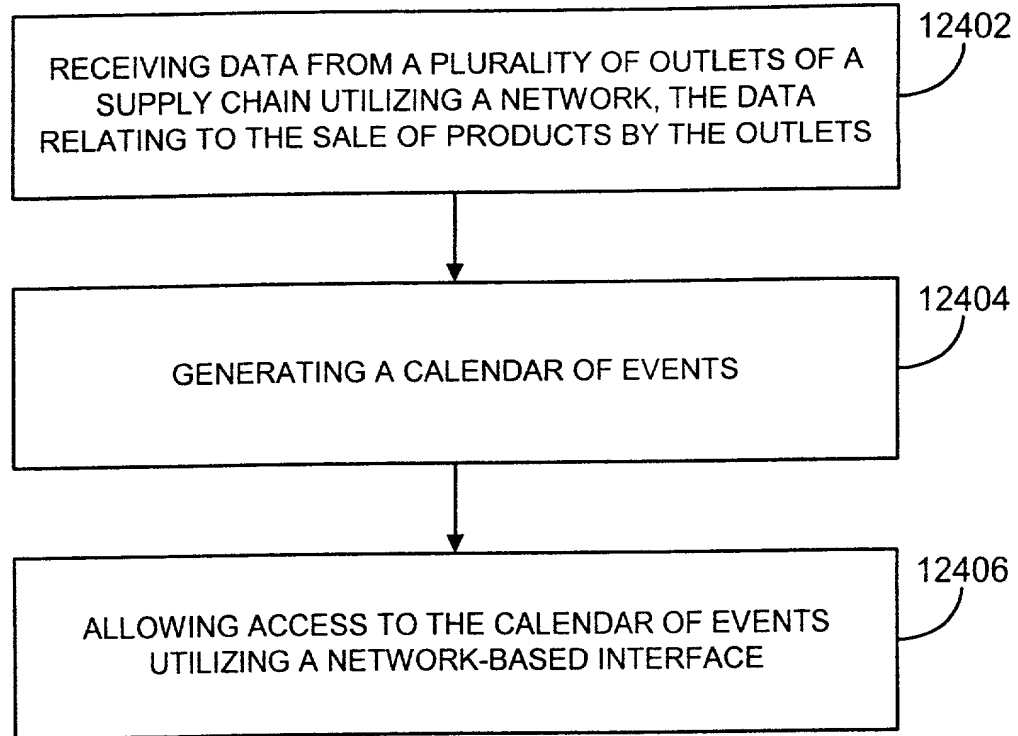 12402
RECEIVING DATA FROM A PLURALITY OF OUTLETS OF A
SUPPLY CHAIN UTILIZING A NETWORK, THE DATA
RELATING TO THE SALE OF PRODUCTS BY THE OUTLETS
12404
GENERATING A CALENDAR OF EVENTS
12406
ALLOWING ACCESS TO THE CALENDAR OF EVENTS
UTILIZING A NETWORK-BASED INTERFACE